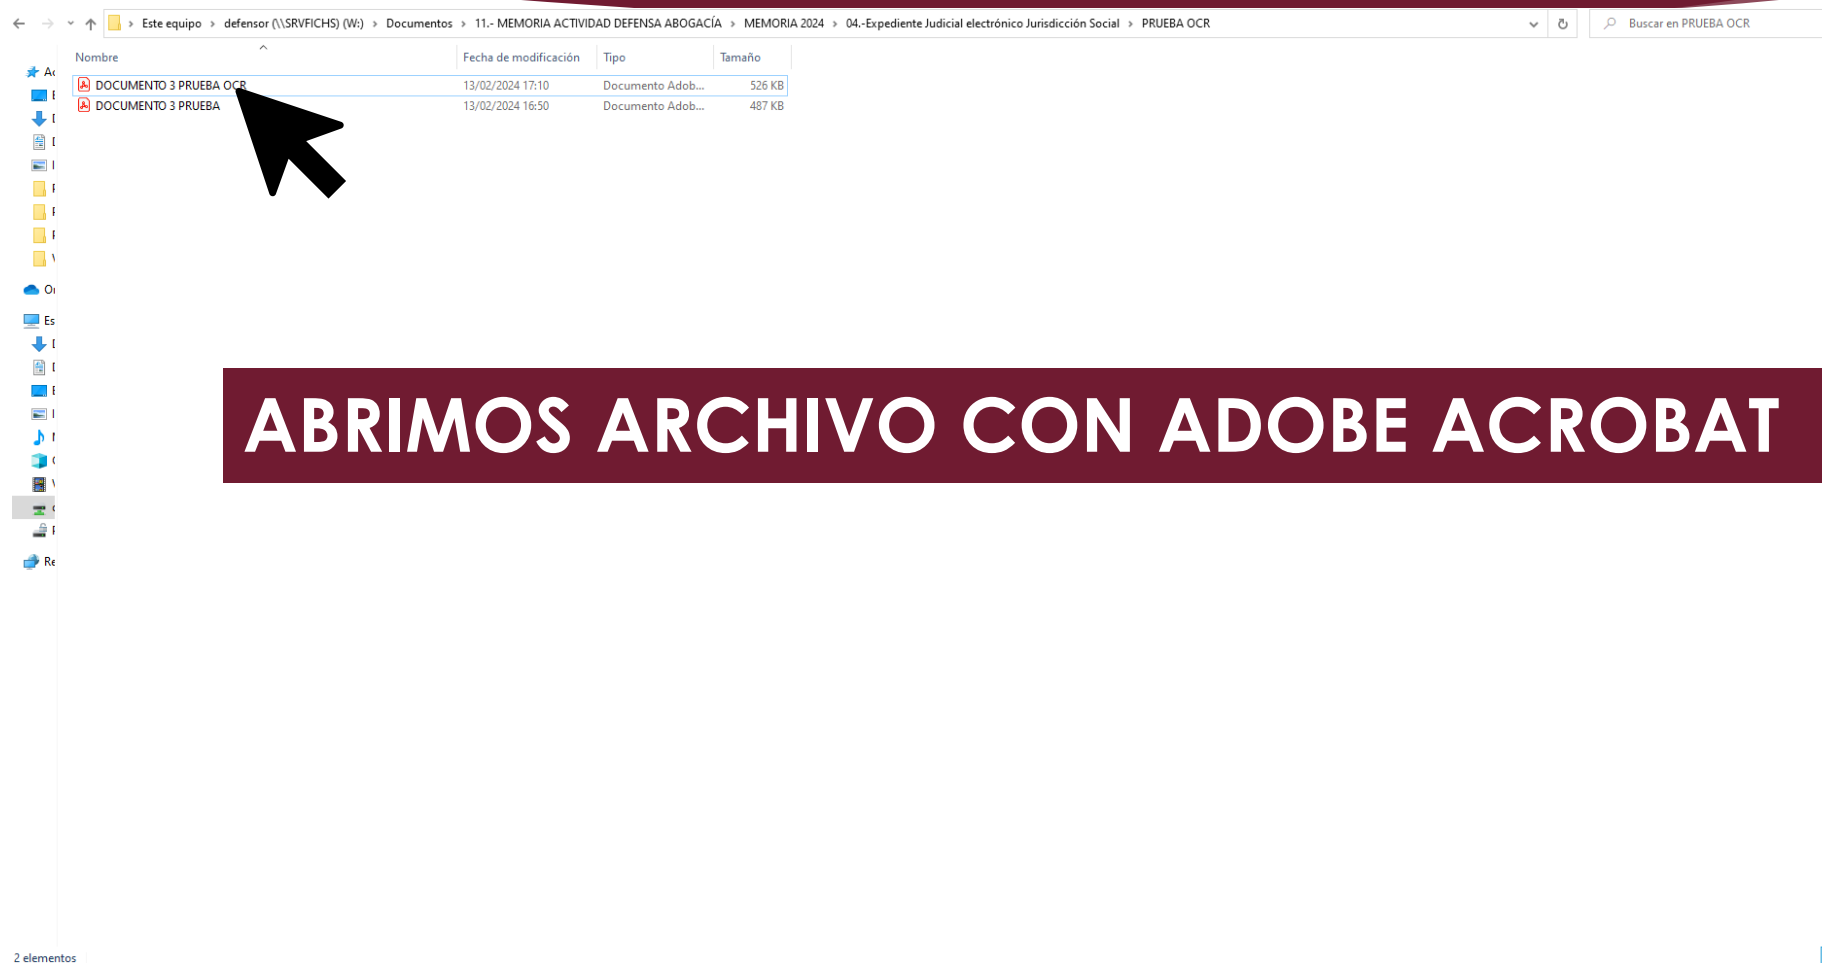 Este equipo > defensor (\\SRVFICHS) (W:) > Documentos > 11.- MEMORIA ACTIVIDAD DEFENSA ABOGACÍA > MEMORIA 2024 > 04.-Expediente Judicial electrónico Jurisdicción Social > PRUEBA OCR
Buscar en PRUEBA OCR
Nombre Fecha de modificación Tipo Tamaño
DOCUMENTO 3 PRUEBA OCR 13/02/2024 17:10 Documento Adob... 526 KB
DOCUMENTO 3 PRUEBA 13/02/2024 16:50 Documento Adob... 487 KB
ABRIMOS ARCHIVO CON ADOBE ACROBAT
2 elementos